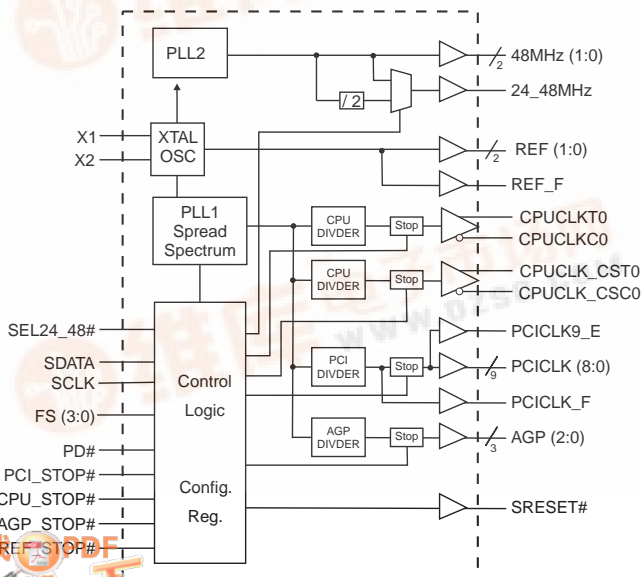 PLL2
48MHz (1:0)
2
/ 2
24_48MHz
X1
X2
XTAL
OSC
REF (1:0)
2
REF_F
PLL1
Spread
Spectrum
CPU
DIVDER
Stop
CPUCLKT0
CPUCLKC0
CPU
DIVDER
Stop
CPUCLK_CST0
CPUCLK_CSC0
SEL24_48#
SDATA
SCLK
FS (3:0)
PD#
PCI_STOP#
CPU_STOP#
AGP_STOP#
REF_STOP#
Control
Logic
Config.
Reg.
PCI
DIVDER
Stop
PCICLK9_E
PCICLK (8:0)
9
PCICLK_F
AGP
DIVDER
Stop
AGP (2:0)
3
SRESET#
PDF